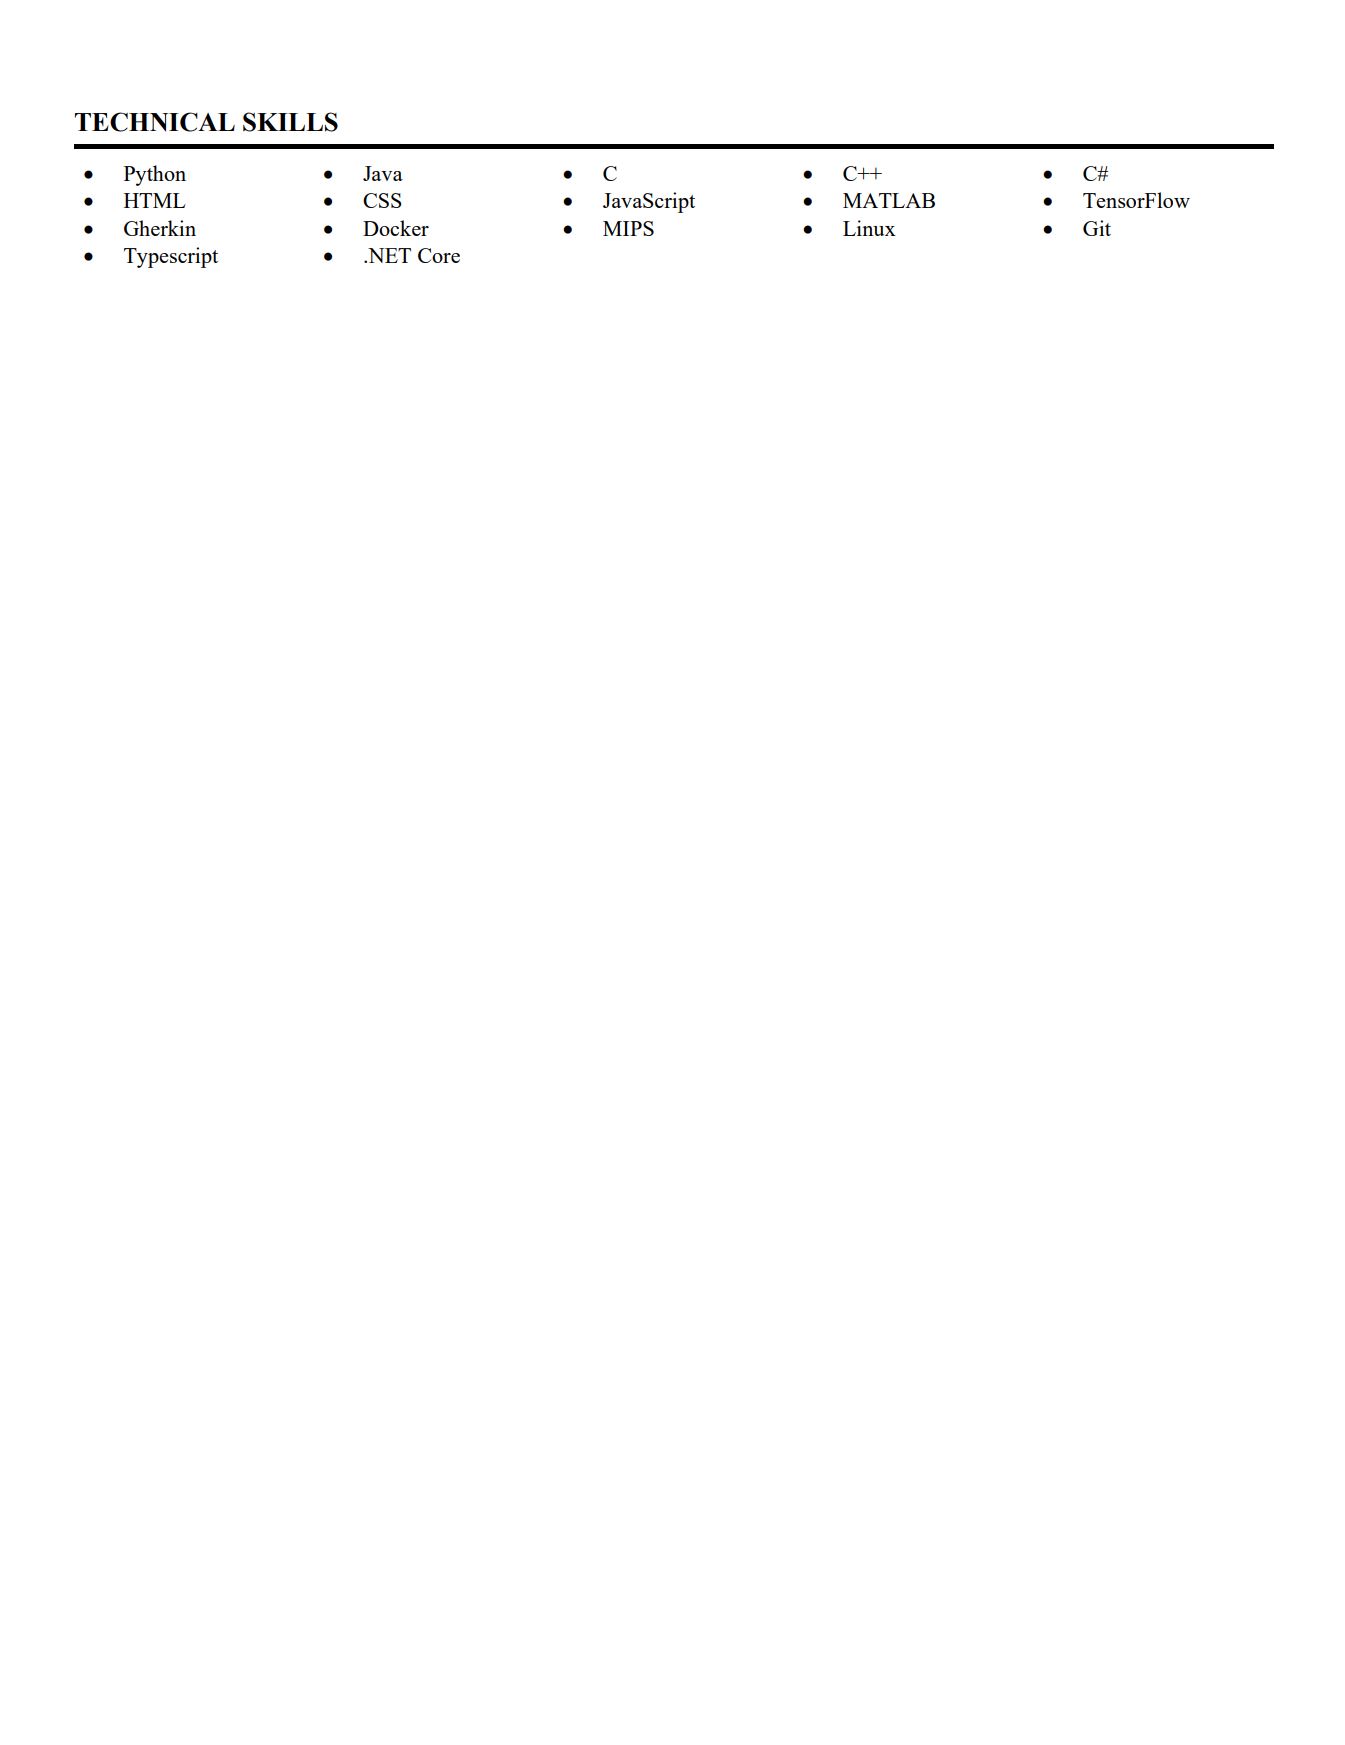 TECHNICAL SKILLS
• Python • Java • C • C++ • C#
• HTML • CSS • JavaScript • MATLAB • TensorFlow
• Gherkin • Docker • MIPS • Linux • Git
• Typescript • .NET Core